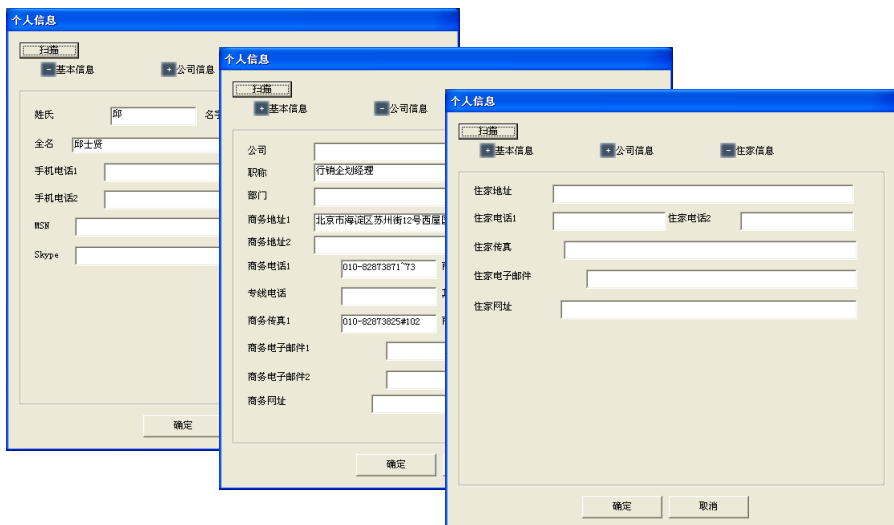 个人信息
扫描
基本信息
公司信息
姓氏 邱 名字
全名 邱士贤
手机电话1
手机电话2
MSN
Skype
确定
个人信息
扫描
基本信息
公司信息
公司
职称 行销企划经理
部门
商务地址1 北京市海淀区苏州街12号西屋
商务地址2
商务电话1 010-82873871~73
专线电话
商务传真1 010-82873825#102
商务电子邮件1
商务电子邮件2
商务网址
确定
个人信息
扫描
基本信息 公司信息 住家信息
住家地址
住家电话1 住家电话2
住家传真
住家电子邮件
住家网址
确定 取消